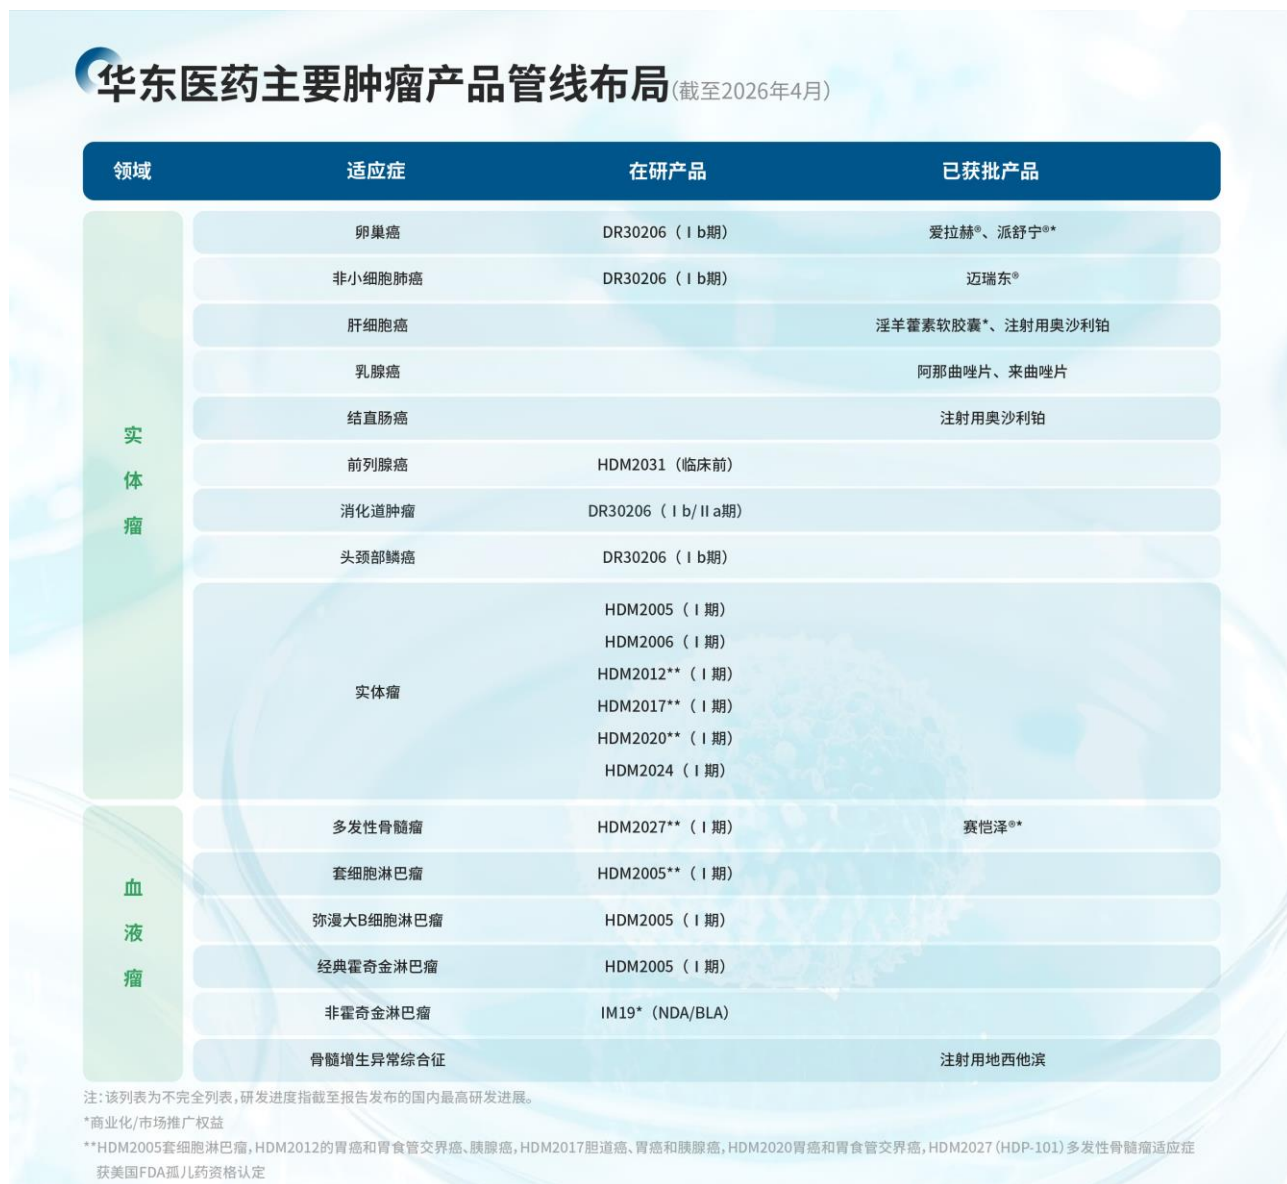 华东医药主要肿瘤产品管线布局(截至2026年4月)
领域 适应症 在研产品 已获批产品
实体瘤
卵巢癌 DR30206（Ⅰb期） 爱拉赫®、派舒宁®*
非小细胞肺癌 DR30206（Ⅰb期） 迈瑞东®
肝细胞癌 淫羊藿素软胶囊*、注射用奥沙利铂
乳腺癌 阿那曲唑片、来曲唑片
结直肠癌 注射用奥沙利铂
前列腺癌 HDM2031（临床前）
消化道肿瘤 DR30206（Ⅰb/Ⅱa期）
头颈部鳞癌 DR30206（Ⅰb期）
实体瘤
HDM2005（Ⅰ期）
HDM2006（Ⅰ期）
HDM2012**（Ⅰ期）
HDM2017**（Ⅰ期）
HDM2020**（Ⅰ期）
HDM2024（Ⅰ期）
血液瘤
多发性骨髓瘤 HDM2027**（Ⅰ期） 赛恺泽®*
套细胞淋巴瘤 HDM2005**（Ⅰ期）
弥漫大B细胞淋巴瘤 HDM2005（Ⅰ期）
经典霍奇金淋巴瘤 HDM2005（Ⅰ期）
非霍奇金淋巴瘤 IM19*（NDA/BLA）
骨髓增生异常综合征 注射用地西他滨
注:该列表为不完全列表,研发进度指截至报告发布的国内最高研发进展。
*商业化/市场推广权益
**HDM2005套细胞淋巴瘤,HDM2012的胃癌和胃食管交界癌、胰腺癌,HDM2017胆道癌、胃癌和胰腺癌,HDM2020胃癌和胃食管交界癌,HDM2027(HDP-101)多发性骨髓瘤适应症
获美国FDA孤儿药资格认定